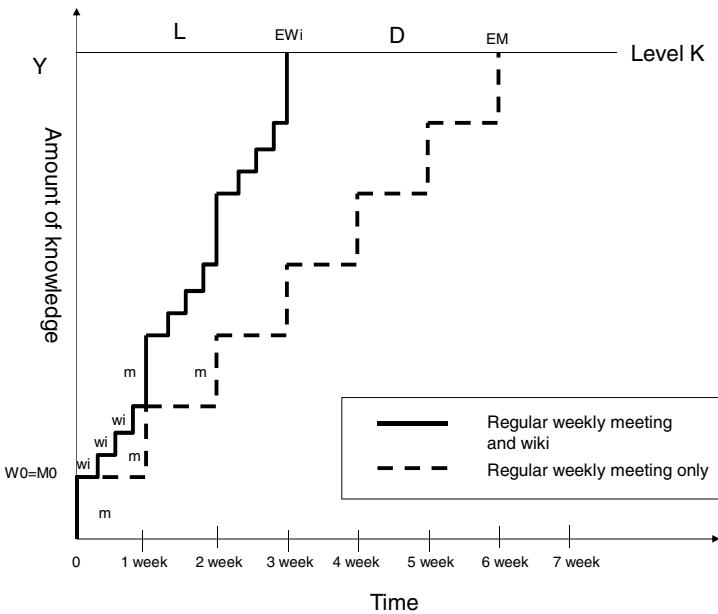 L
EWi
D
EM
Level K
Y
Amount of knowledge
m
m
wi
wi
wi
m
W0=M0
m
Regular weekly meeting
and wiki
Regular weekly meeting only
0
1 week
2 week
3 week
4 week
5 week
6 week
7 week
Time